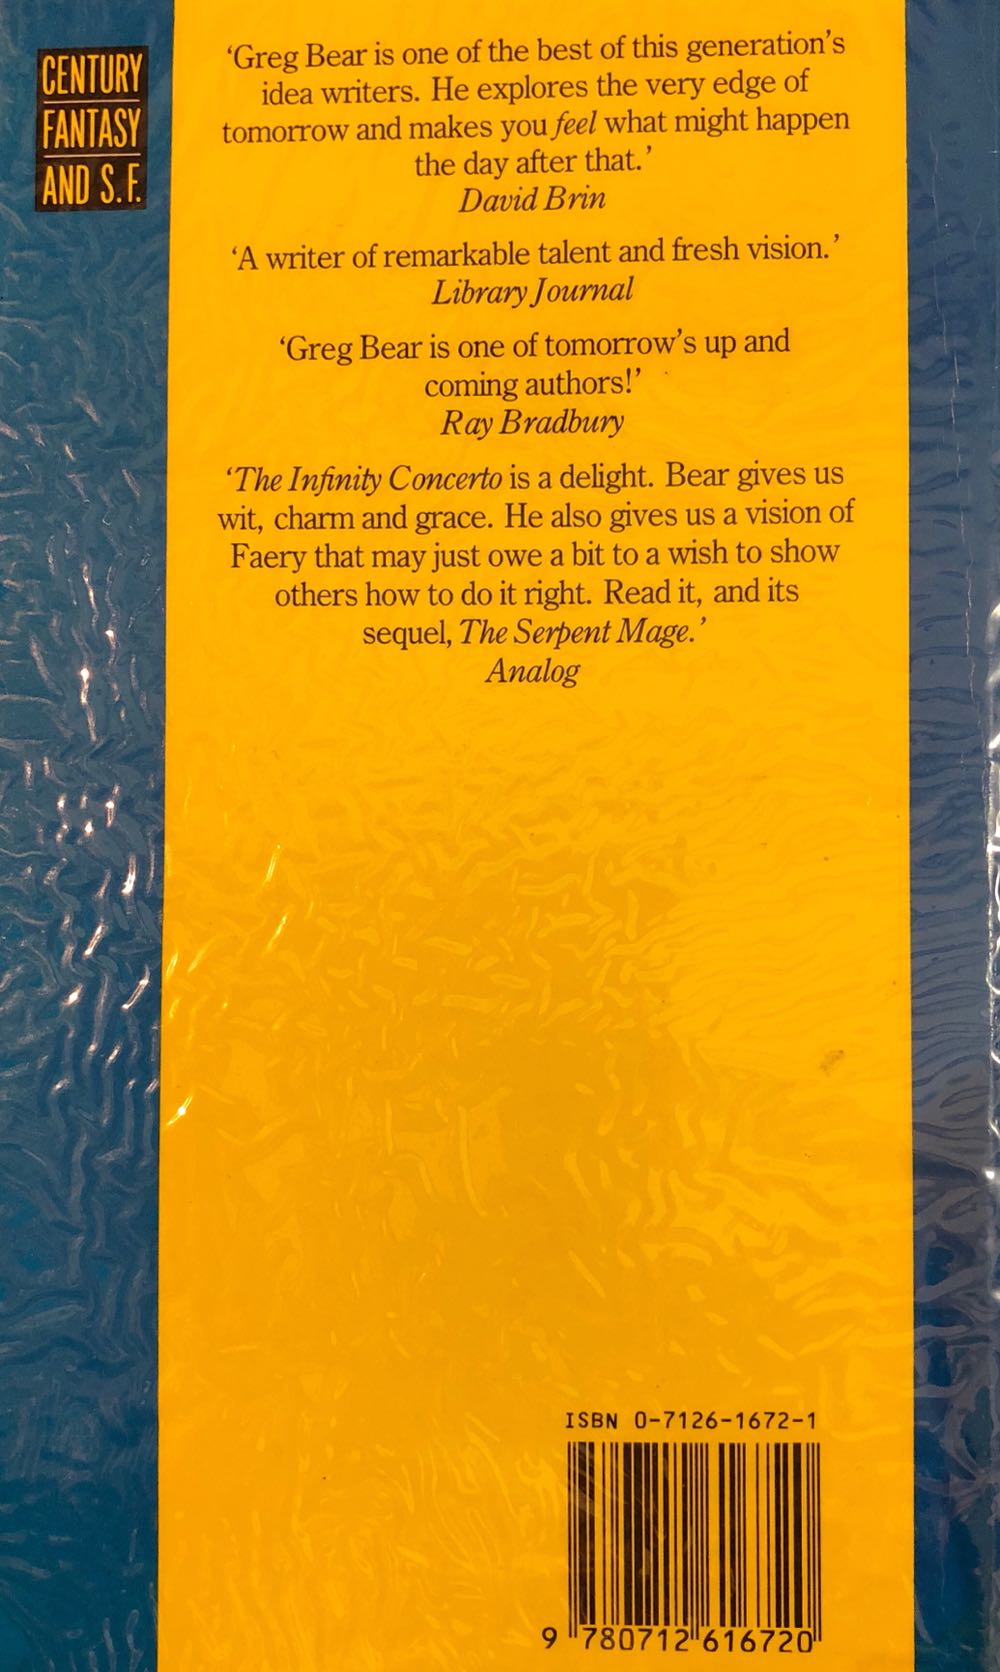 CENTURY
FANTASY
AND S.F.
‘Greg Bear is one of the best of this generation’s
idea writers. He explores the very edge of
tomorrow and makes you feel what might happen
the day after that.’
David Brin
‘A writer of remarkable talent and fresh vision.’
Library Journal
‘Greg Bear is one of tomorrow’s up and
coming authors!’
Ray Bradbury
‘The Infinity Concerto is a delight. Bear gives us
wit, charm and grace. He also gives us a vision of
Faery that may just owe a bit to a wish to show
others how to do it right. Read it, and its
sequel, The Serpent Mage.’
Analog
ISBN 0-7126-1672-1
9 780712 616720